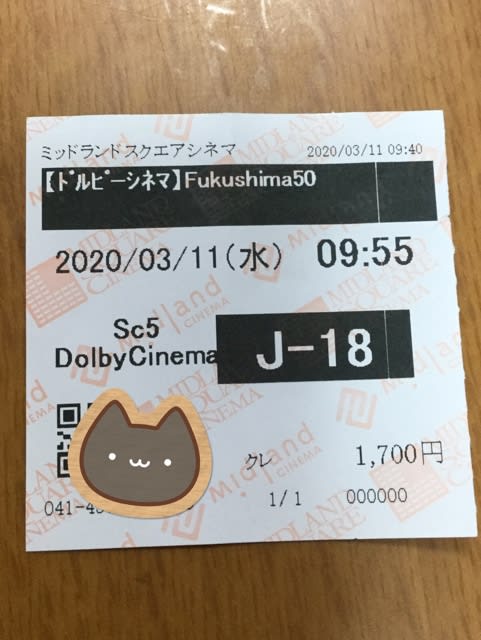 ミッドランドスクエアシネマ 2020/03/11 09:40
【ﾄﾞﾙﾋﾞｰシネマ】Fukushima50
2020/03/11(水) 09:55
Sc5
DolbyCinema J-18
クレ 1,700円
1/1 000000